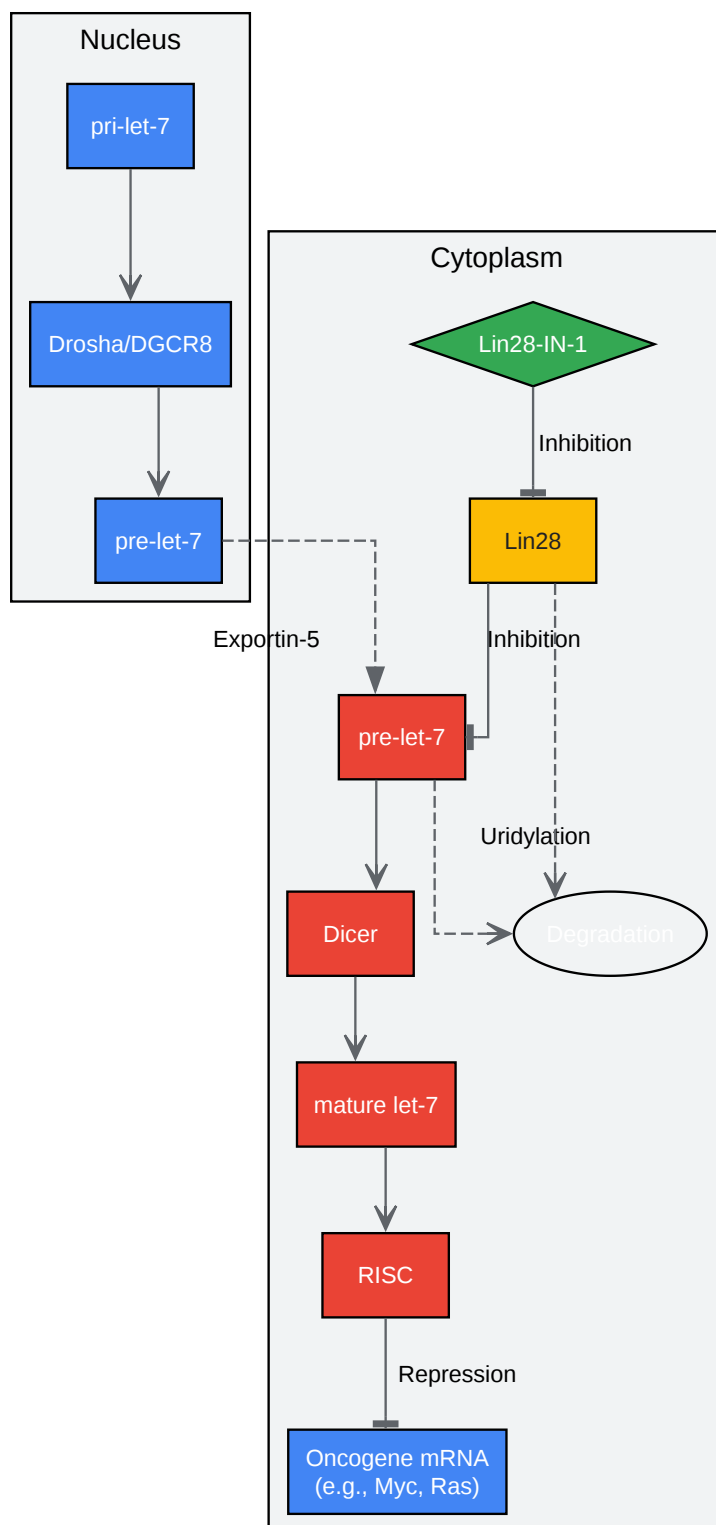 Nucleus
pri-let-7
Drosha/DGCR8
pre-let-7
Exportin-5
Cytoplasm
Lin28-IN-1
Inhibition
Lin28
Inhibition
pre-let-7
Uridylation
Dicer
Degradation
mature let-7
RISC
Repression
Oncogene mRNA
(e.g., Myc, Ras)